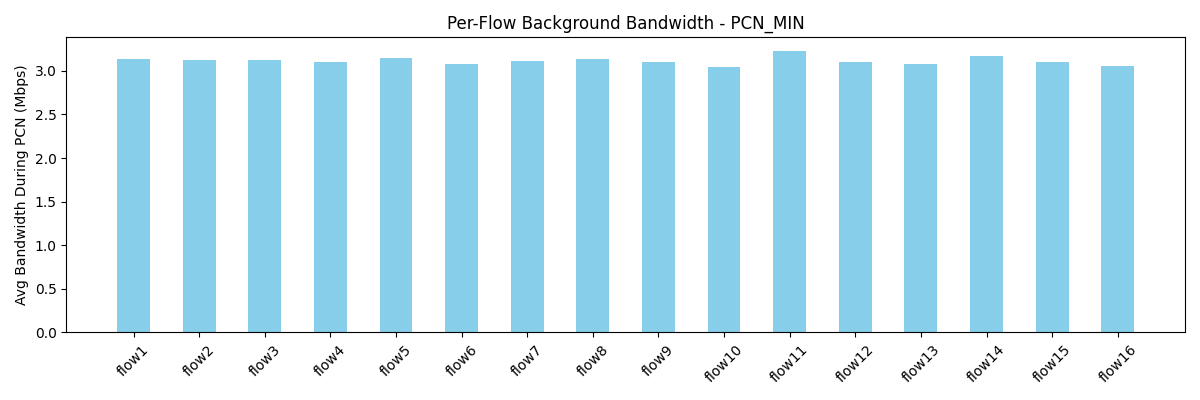 Per-Flow Background Bandwidth - PCN_MIN
Avg Bandwidth During PCN (Mbps)
3.0
2.5
2.0
1.5
1.0
0.5
0.0
flow1
flow2
flow3
flow4
flow5
flow6
flow7
flow8
flow9
flow10
flow11
flow12
flow13
flow14
flow15
flow16